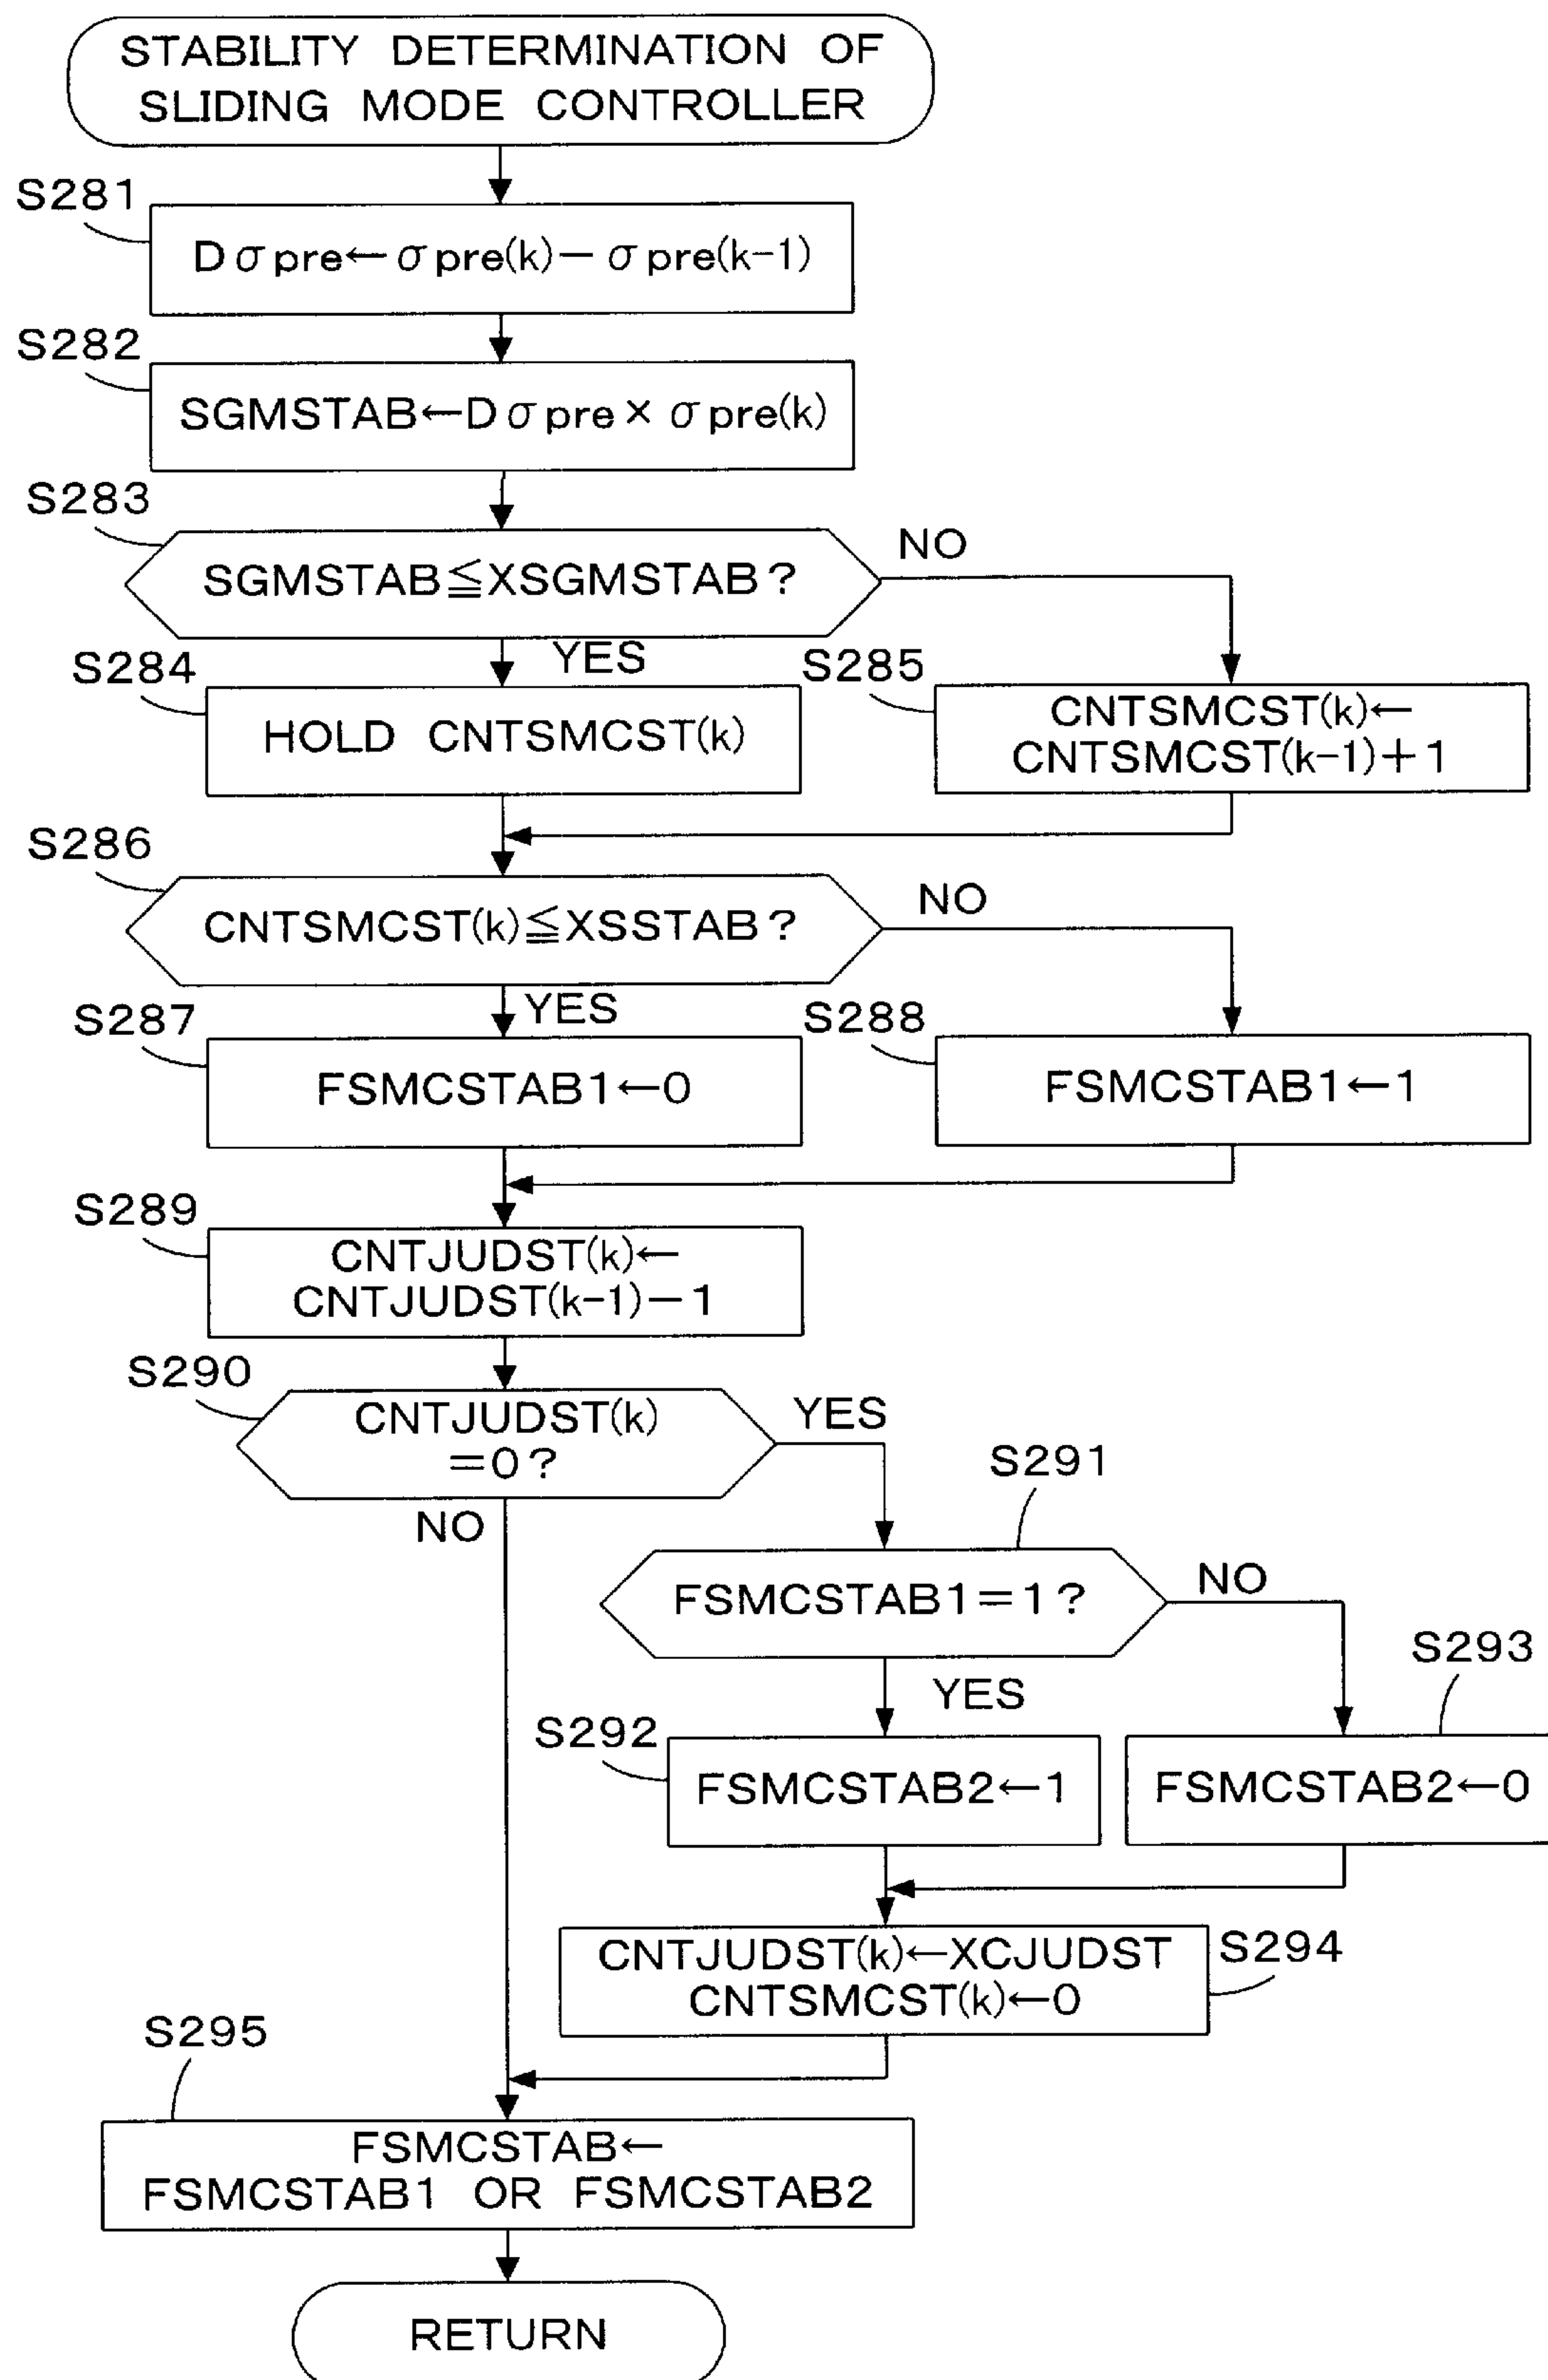 STABILITY DETERMINATION OF
SLIDING MODE CONTROLLER
S281
Dσpre←σpre(k)−σpre(k-1)
S282
SGMSTAB←Dσpre×σpre(k)
S283
SGMSTAB≦XSGMSTAB?
NO
YES
S284
HOLD CNTSMCST(k)
S285
CNTSMCST(k)←
CNTSMCST(k-1)+1
S286
CNTSMCST(k)≦XSSTAB?
NO
YES
S287
FSMCSTAB1←0
S288
FSMCSTAB1←1
S289
CNTJUDST(k)←
CNTJUDST(k-1)−1
S290
CNTJUDST(k)
=0?
YES
NO
S291
FSMCSTAB1=1?
NO
YES
S292
FSMCSTAB2←1
S293
FSMCSTAB2←0
S294
CNTJUDST(k)←XCJUDST
CNTSMCST(k)←0
S295
FSMCSTAB←
FSMCSTAB1 OR FSMCSTAB2
RETURN